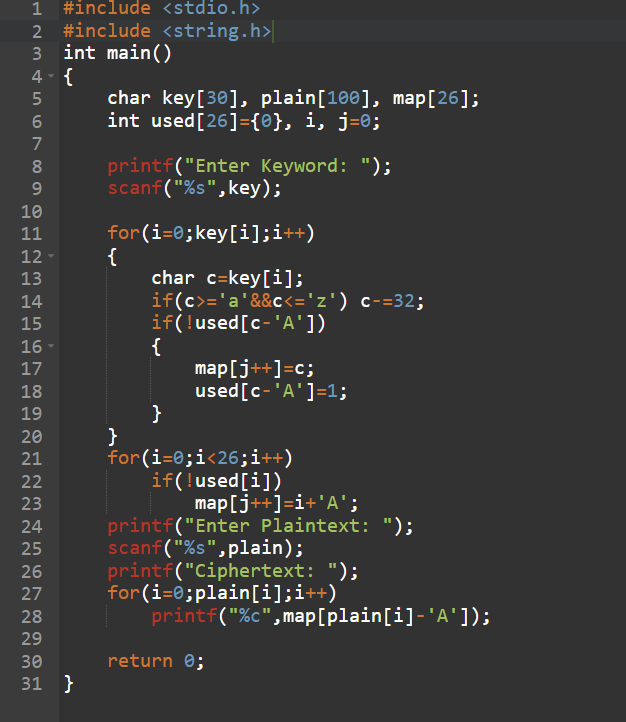 1 #include <stdio.h>
2 #include <string.h>
3 int main()
4 {
5     char key[30], plain[100], map[26];
6     int used[26]={0}, i, j=0;
7
8     printf("Enter Keyword: ");
9     scanf("%s",key);
10
11     for(i=0;key[i];i++)
12     {
13         char c=key[i];
14         if(c>='a'&&c<='z') c-=32;
15         if(!used[c-'A'])
16         {
17             map[j++]=c;
18             used[c-'A']=1;
19         }
20     }
21     for(i=0;i<26;i++)
22         if(!used[i])
23             map[j++]=i+'A';
24     printf("Enter Plaintext: ");
25     scanf("%s",plain);
26     printf("Ciphertext: ");
27     for(i=0;plain[i];i++)
28         printf("%c",map[plain[i]-'A']);
29
30     return 0;
31 }